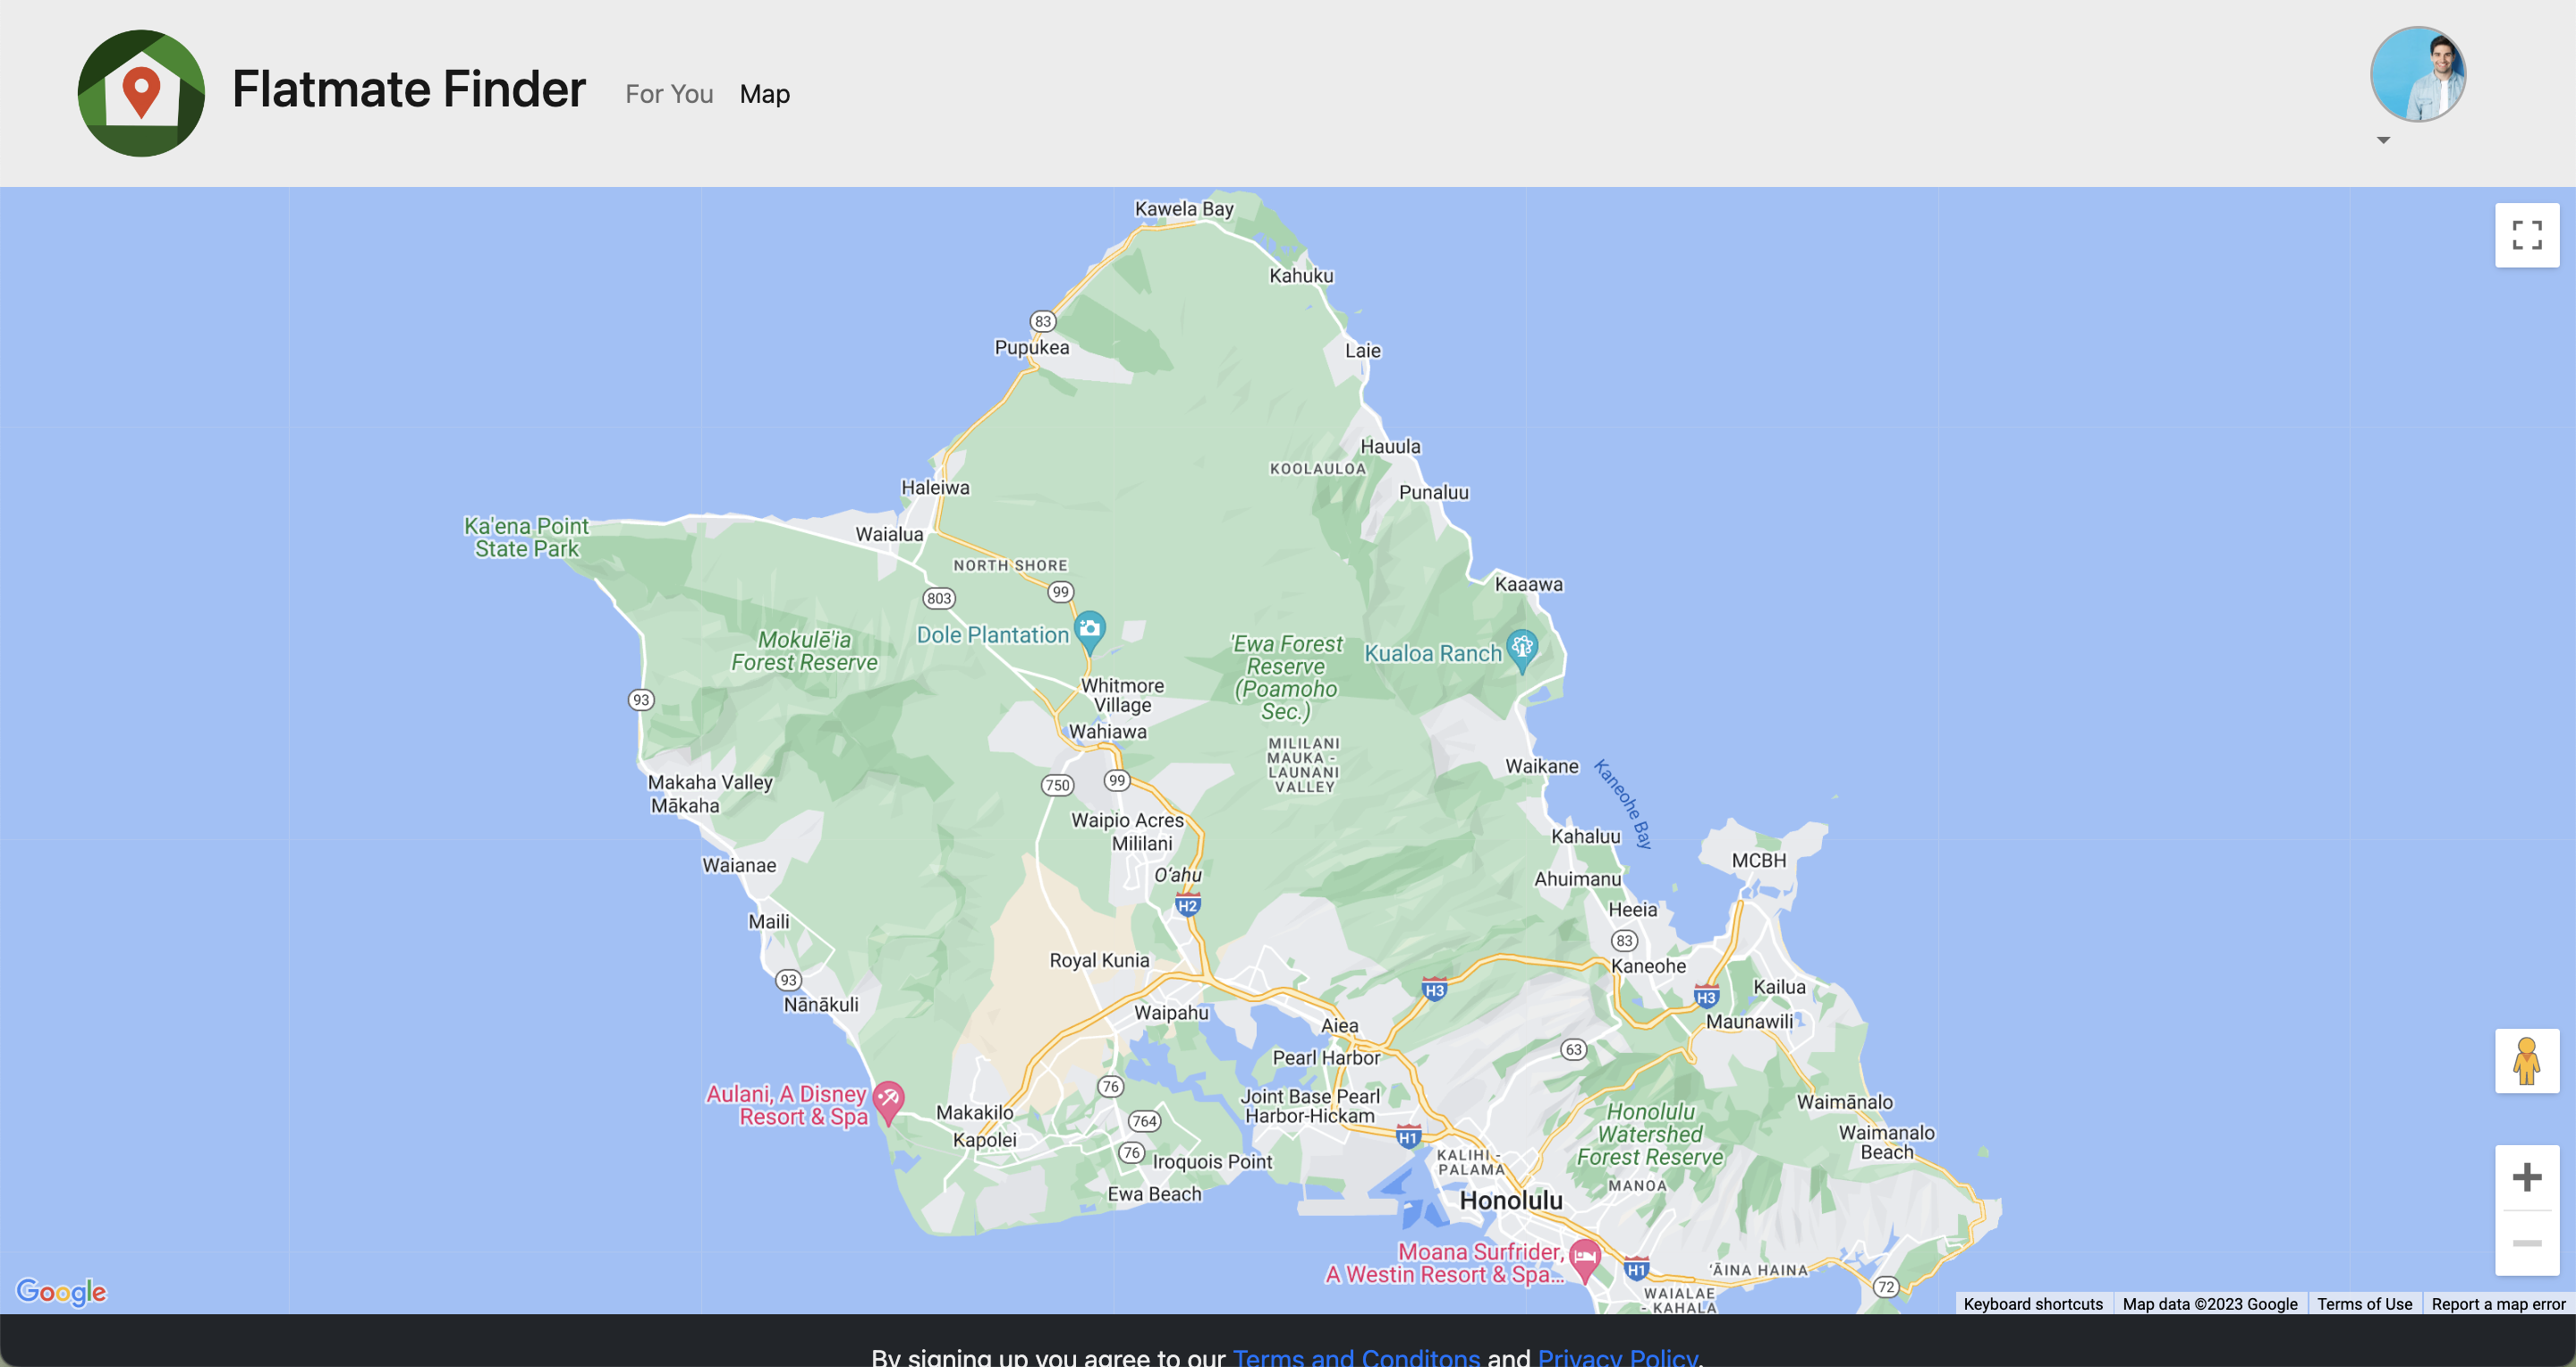 Flatmate Finder For You Map
Kawela Bay
Kahuku
83
Pupukea
Laie
Hauula
KOOLAULOA
Haleiwa
Punaluu
Ka'ena Point
State Park
Waialua
NORTH SHORE
Kaaawa
99
803
Dole Plantation
Mokulē'ia
Forest Reserve
'Ewa Forest
Reserve
(Poamoho
Sec.)
Kualoa Ranch
Whitmore
Village
93
Wahiawa
MILILANI
MAUKA -
LAUNANI
VALLEY
Waikane
Kaneohe Bay
Makaha Valley
Mākaha
750
99
Waipio Acres
Mililani
Kahaluu
MCBH
Waianae
O‘ahu
Ahuimanu
H2
Heeia
Maili
83
Royal Kunia
Kaneohe
93
H3
H3
Kailua
Nānākuli
Waipahu
Aiea
Maunawili
63
Pearl Harbor
76
Aulani, A Disney
Resort & Spa
Joint Base Pearl
Harbor-Hickam
Waimānalo
Makakilo
764
Honolulu
Watershed
Forest Reserve
Kapolei
H1
Waimanalo
Beach
76
Iroquois Point
KALIHI -
PALAMA
Ewa Beach
MANOA
Honolulu
Moana Surfrider,
A Westin Resort & Spa...
H1
‘ĀINA HAINA
72
WAIALAE
- KAHALA
Google
Keyboard shortcuts Map data ©2023 Google Terms of Use Report a map error
By signing up you agree to our Terms and Conditons and Privacy Policy.